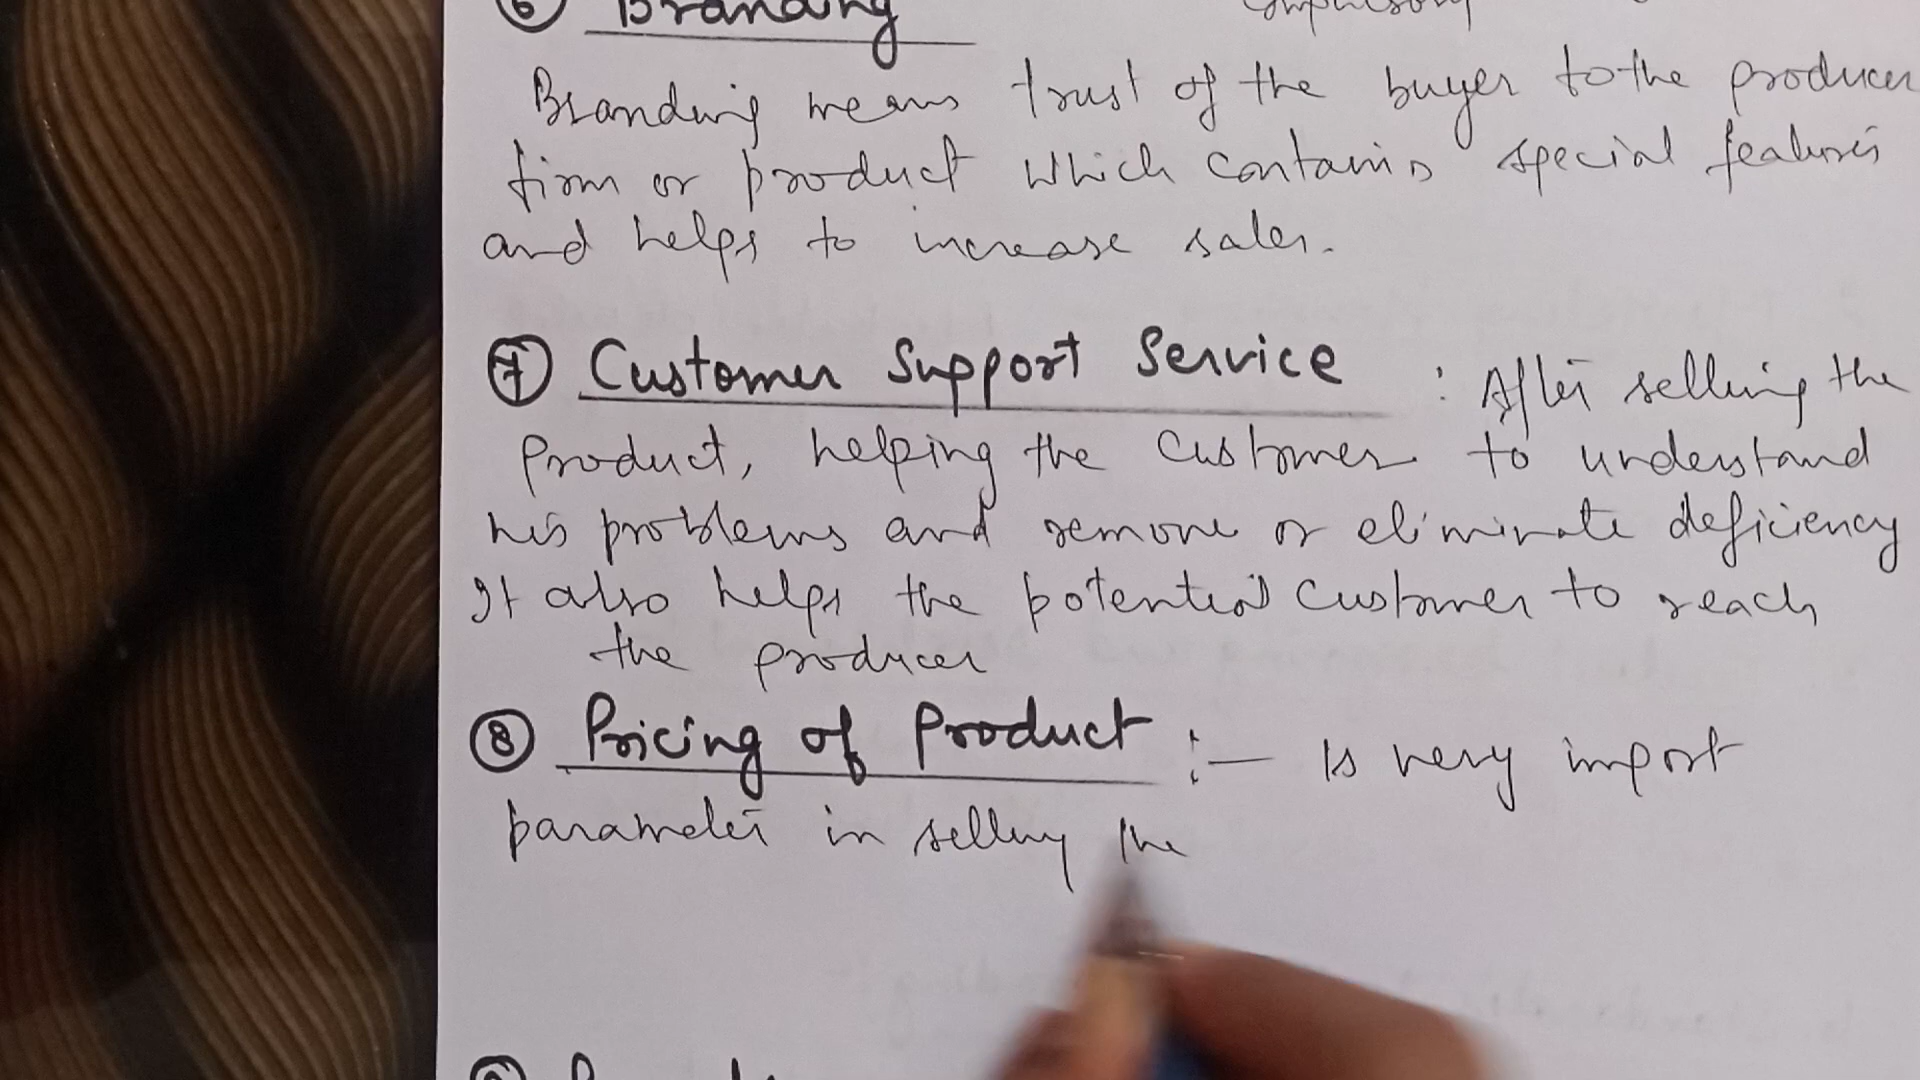 6 Branding compulsory
Branding means trust of the buyer to the producer
firm or product which contains special features
and helps to increase sales.
7 Customer Support Service : After selling the
Product, helping the customer to understand
his problems and remove or eliminate deficiency
It also helps the potential customer to reach
the producer
8 Pricing of Product :- Is very import
parameter in selling the